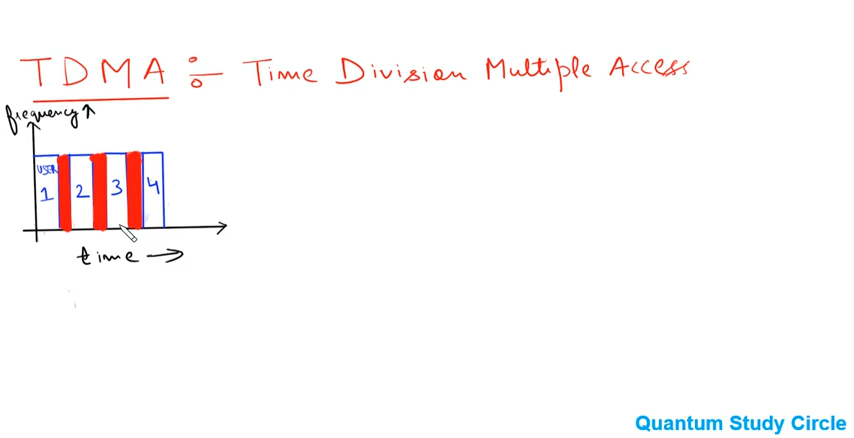 TDMA ÷ Time Division Multiple Access
frequency ↑
USER
1 2 3 4
time →
Quantum Study Circle